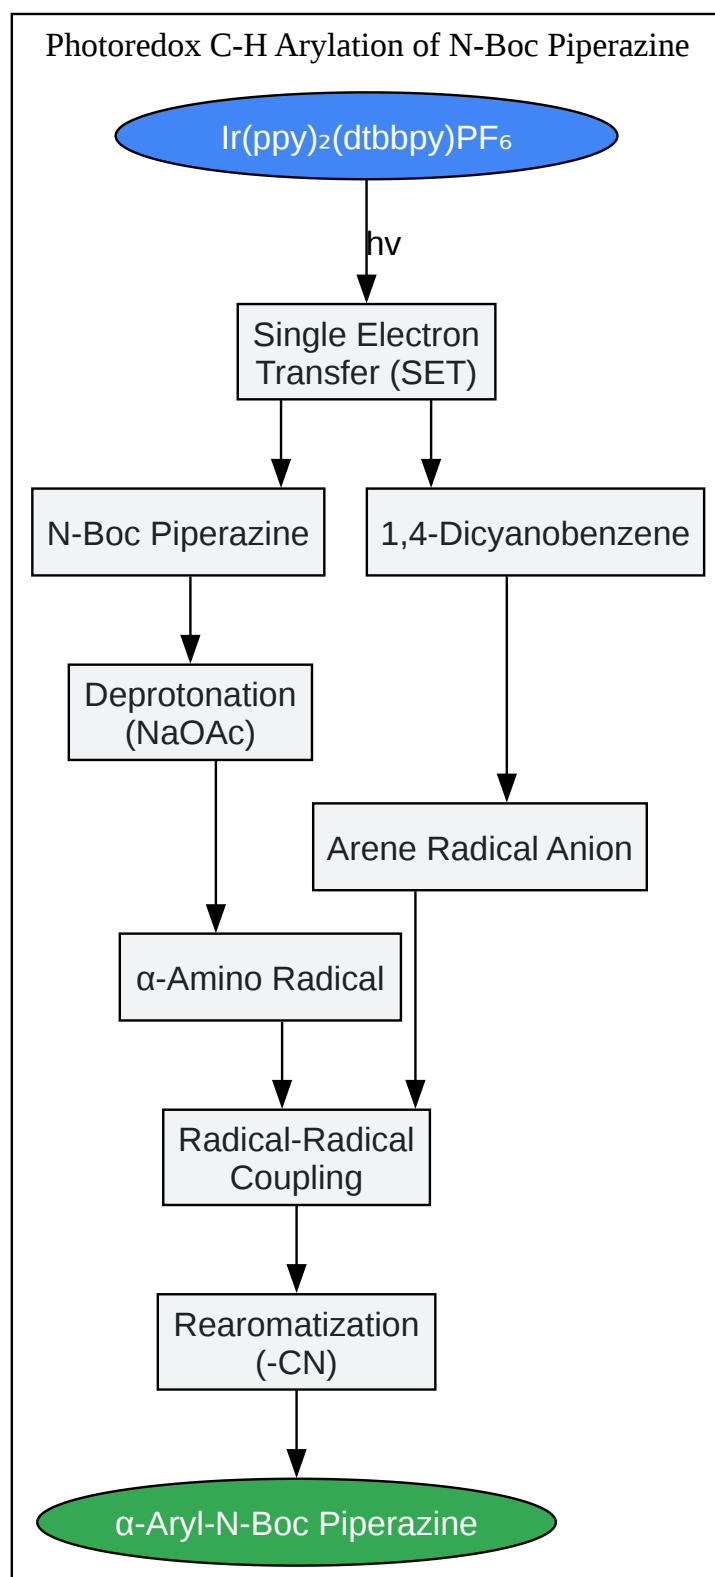 Photoredox C-H Arylation of N-Boc Piperazine
Ir(ppy)₂(dtbbpy)PF₆
hv
Single Electron
Transfer (SET)
N-Boc Piperazine
1,4-Dicyanobenzene
Deprotonation
(NaOAc)
Arene Radical Anion
α-Amino Radical
Radical-Radical
Coupling
Rearomatization
(-CN)
α-Aryl-N-Boc Piperazine